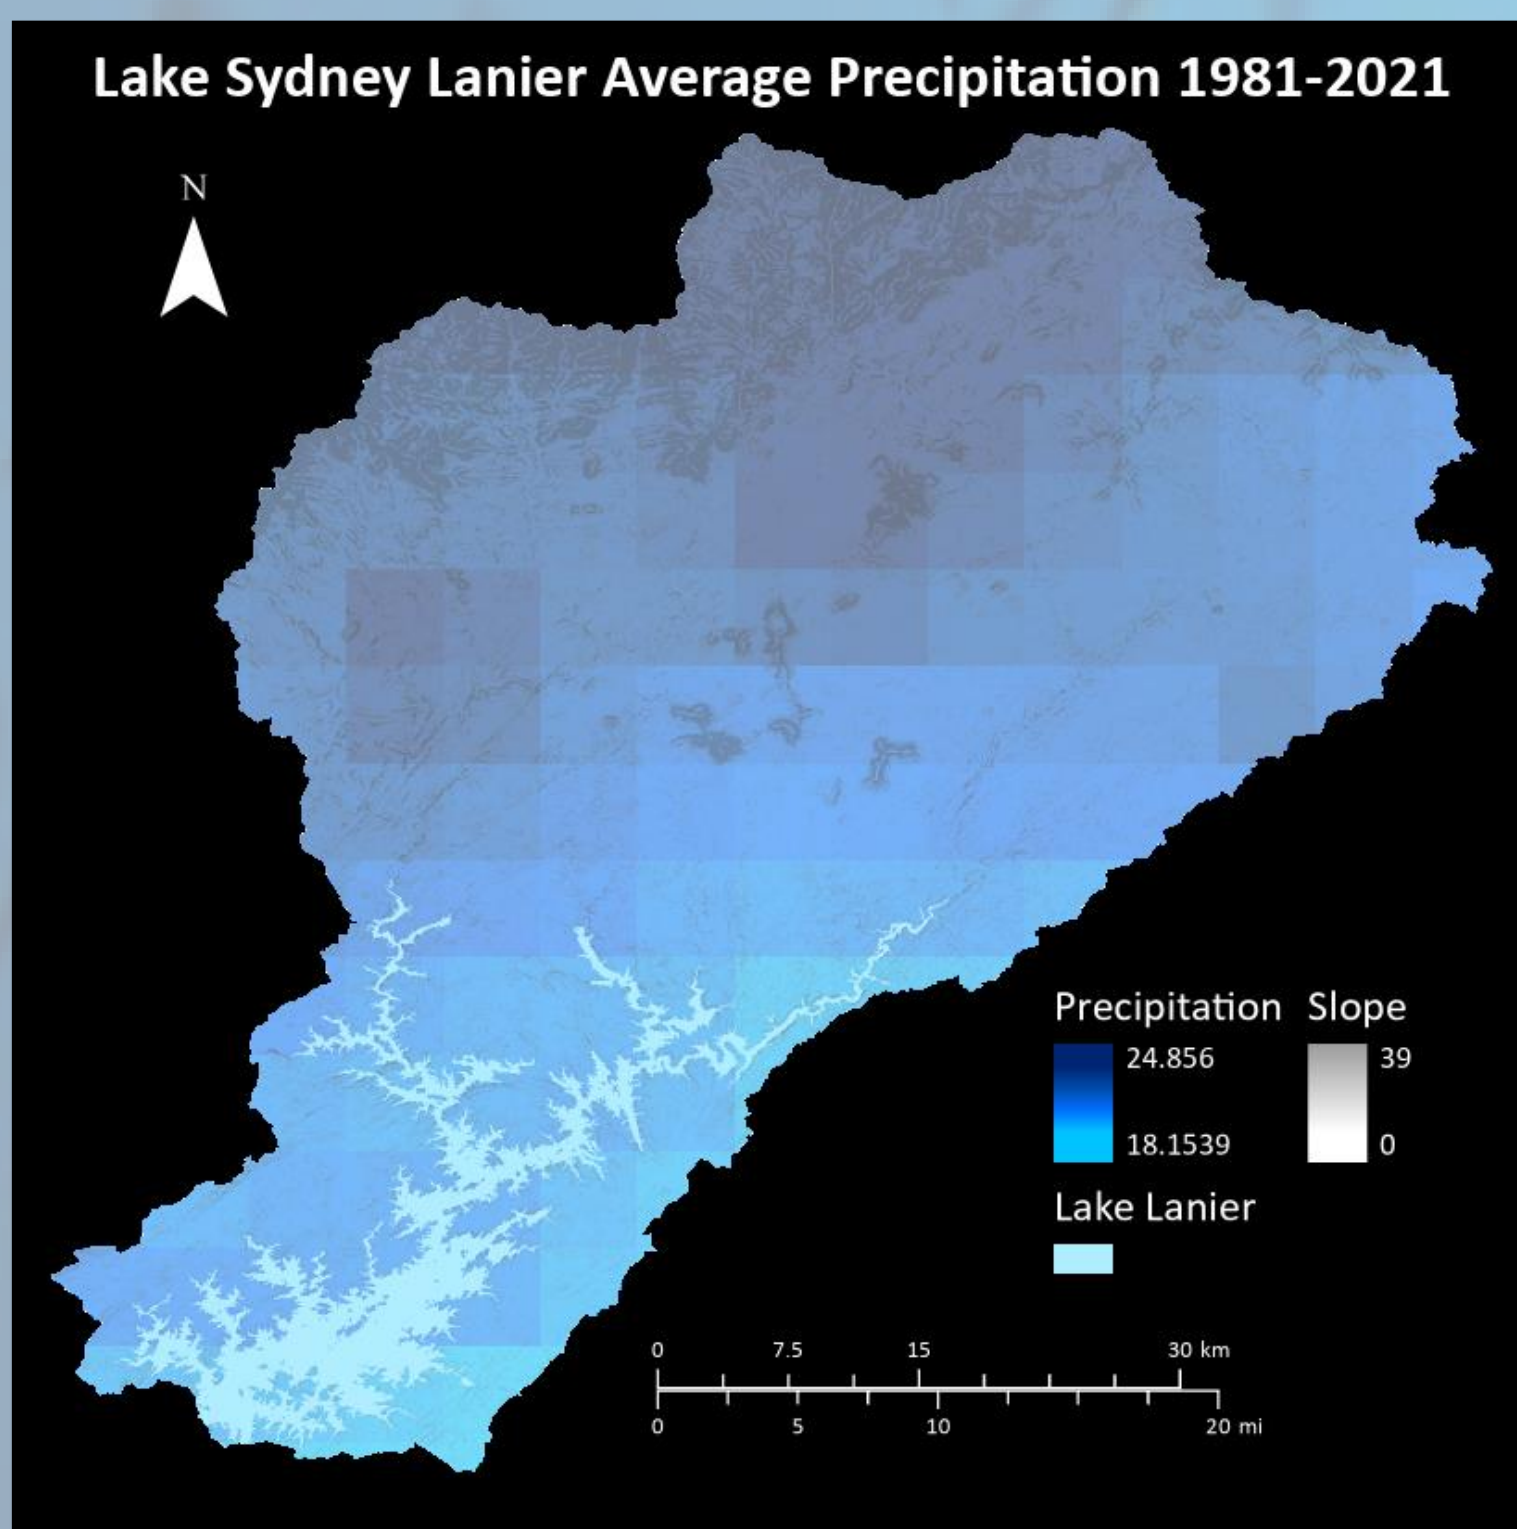 Lake Sydney Lanier Average Precipitation 1981-2021
N
Precipitation
24.856
18.1539
Slope
39
0
Lake Lanier
0 7.5 15 30 km
0 5 10 20 mi